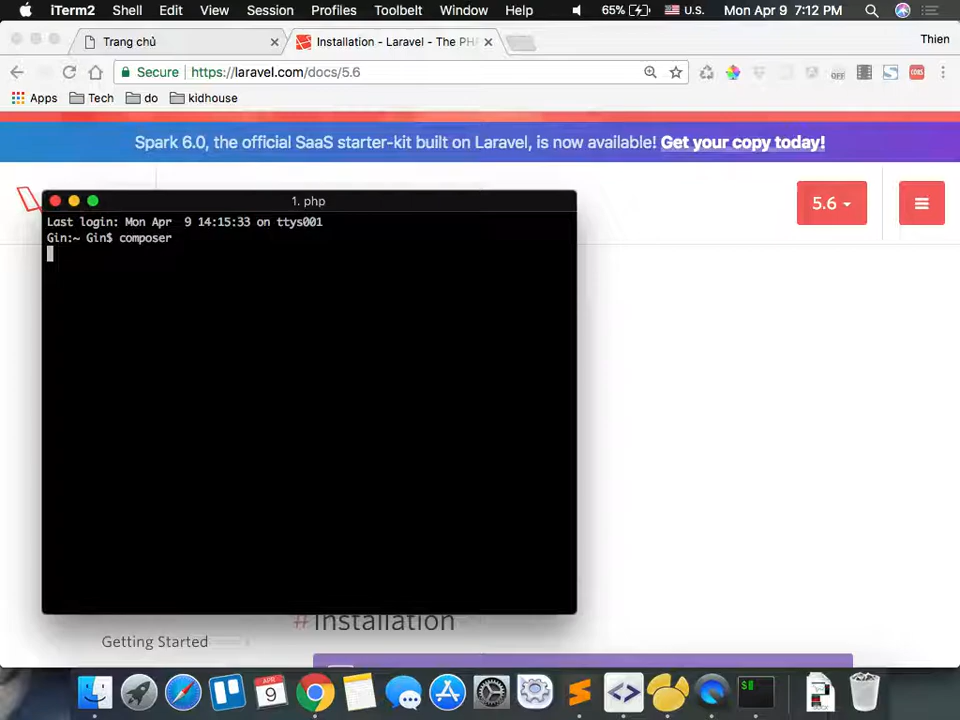 iTerm2 Shell Edit View Session Profiles Toolbelt Window Help 65% U.S. Mon Apr 9 7:12 PM
Trang chủ
Installation - Laravel - The PH
Thien
Secure https://laravel.com/docs/5.6
OFF
CORS
Apps Tech do kidhouse
Spark 6.0, the official SaaS starter-kit built on Laravel, is now available! Get your copy today!
5.6
1. php
Last login: Mon Apr 9 14:15:33 on ttys001
Gin:~ Gin$ composer
#Installation
Getting Started
9
$